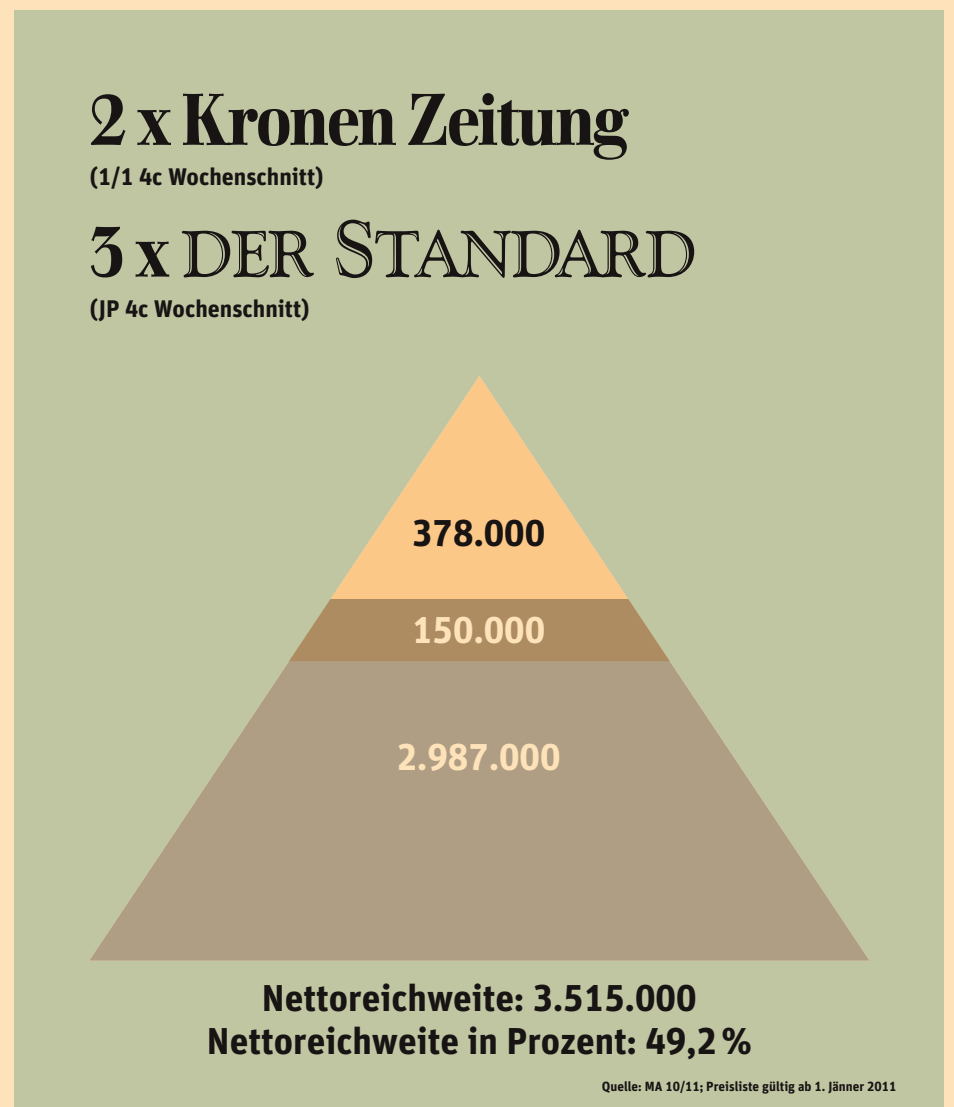 2 x Kronen Zeitung
(1/1 4c Wochenschnitt)
3 x DER STANDARD
(JP 4c Wochenschnitt)
378.000
150.000
2.987.000
Nettoreichweite: 3.515.000
Nettoreichweite in Prozent: 49,2 %
Quelle: MA 10/11; Preisliste gültig ab 1. Jänner 2011